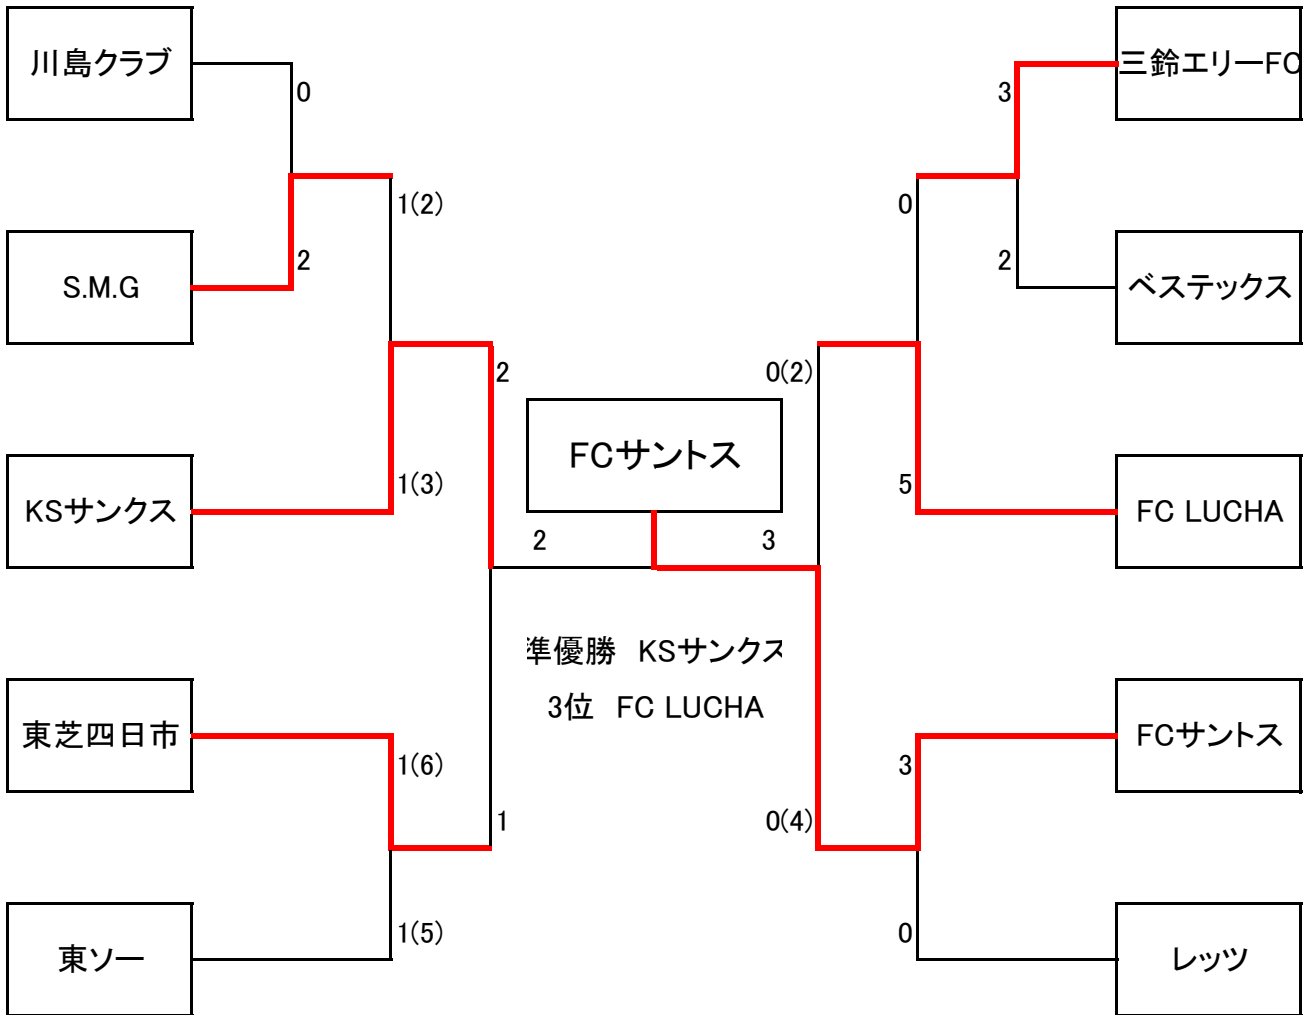 川島クラブ
三鈴エリーFC
0
3
1(2)
0
S.M.G
2
2
ベステックス
2
0(2)
FCサントス
KSサンクス
1(3)
5
FC LUCHA
2
3
準優勝　KSサンクス
3位　FC LUCHA
東芝四日市
1(6)
3
FCサントス
1
0(4)
東ソー
1(5)
0
レッツ